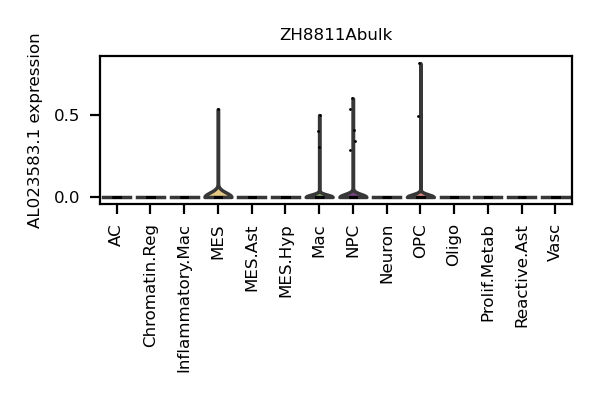 ZH8811Abulk
AL023583.1 expression
0.5
0.0
AC
Chromatin.Reg
Inflammatory.Mac
MES
MES.Ast
MES.Hyp
Mac
NPC
Neuron
OPC
Oligo
Prolif.Metab
Reactive.Ast
Vasc